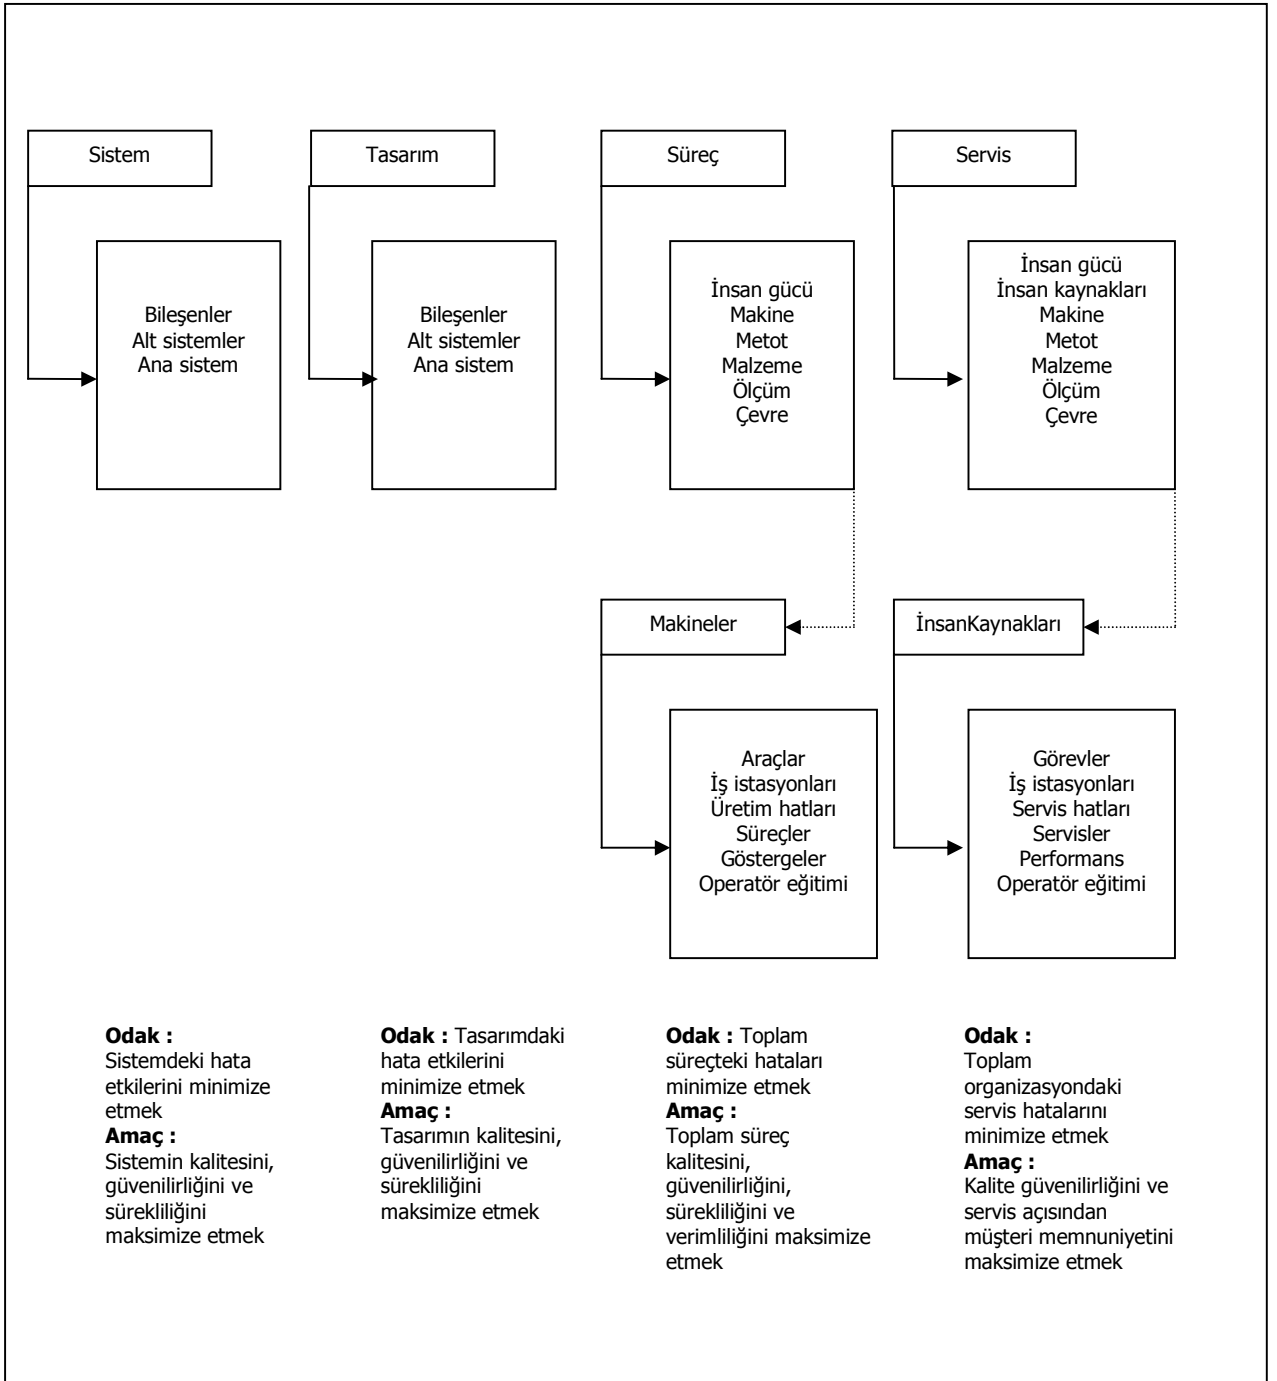 Sistem
Tasarım
Süreç
Servis
Bileşenler
Alt sistemler
Ana sistem
Bileşenler
Alt sistemler
Ana sistem
İnsan gücü
Makine
Metot
Malzeme
Ölçüm
Çevre
İnsan gücü
İnsan kaynakları
Makine
Metot
Malzeme
Ölçüm
Çevre
Makineler
İnsanKaynakları
Araçlar
İş istasyonları
Üretim hatları
Süreçler
Göstergeler
Operatör eğitimi
Görevler
İş istasyonları
Servis hatları
Servisler
Performans
Operatör eğitimi
Odak :
Sistemdeki hata
etkilerini minimize
etmek
Amaç :
Sistemin kalitesini,
güvenilirliğini ve
sürekliliğini
maksimize etmek
Odak : Tasarımdaki
hata etkilerini
minimize etmek
Amaç :
Tasarımın kalitesini,
güvenilirliğini ve
sürekliliğini
maksimize etmek
Odak : Toplam
süreçteki hataları
minimize etmek
Amaç :
Toplam süreç
kalitesini,
güvenilirliğini,
sürekliliğini ve
verimliliğini maksimize
etmek
Odak :
Toplam
organizasyondaki
servis hatalarını
minimize etmek
Amaç :
Kalite güvenilirliğini ve
servis açısından
müşteri memnuniyetini
maksimize etmek